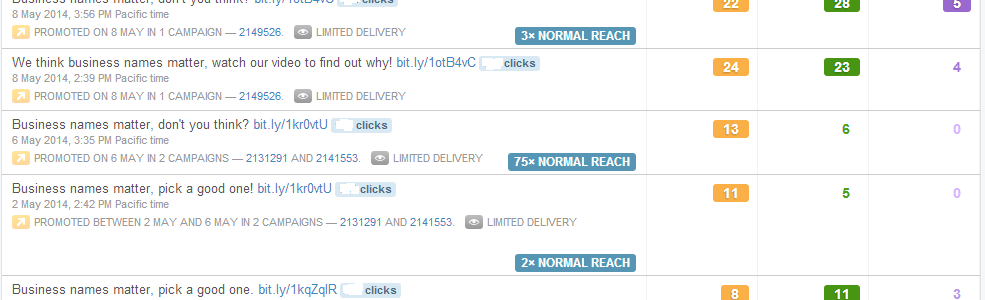 Business names matter, don't you think? bit.ly/1otB4vC clicks 22 28 5
8 May 2014, 3:56 PM Pacific time
PROMOTED ON 8 MAY IN 1 CAMPAIGN — 2149526. LIMITED DELIVERY
3× NORMAL REACH
We think business names matter, watch our video to find out why! bit.ly/1otB4vC clicks 24 23 4
8 May 2014, 2:39 PM Pacific time
PROMOTED ON 8 MAY IN 1 CAMPAIGN — 2149526. LIMITED DELIVERY
Business names matter, don't you think? bit.ly/1kr0vtU clicks 13 6 0
6 May 2014, 3:35 PM Pacific time
PROMOTED ON 6 MAY IN 2 CAMPAIGNS — 2131291 AND 2141553. LIMITED DELIVERY
75× NORMAL REACH
Business names matter, pick a good one! bit.ly/1kr0vtU clicks 11 5 0
2 May 2014, 2:42 PM Pacific time
PROMOTED BETWEEN 2 MAY AND 6 MAY IN 2 CAMPAIGNS — 2131291 AND 2141553. LIMITED DELIVERY
2× NORMAL REACH
Business names matter, pick a good one. bit.ly/1kqZqlR clicks 8 11 3